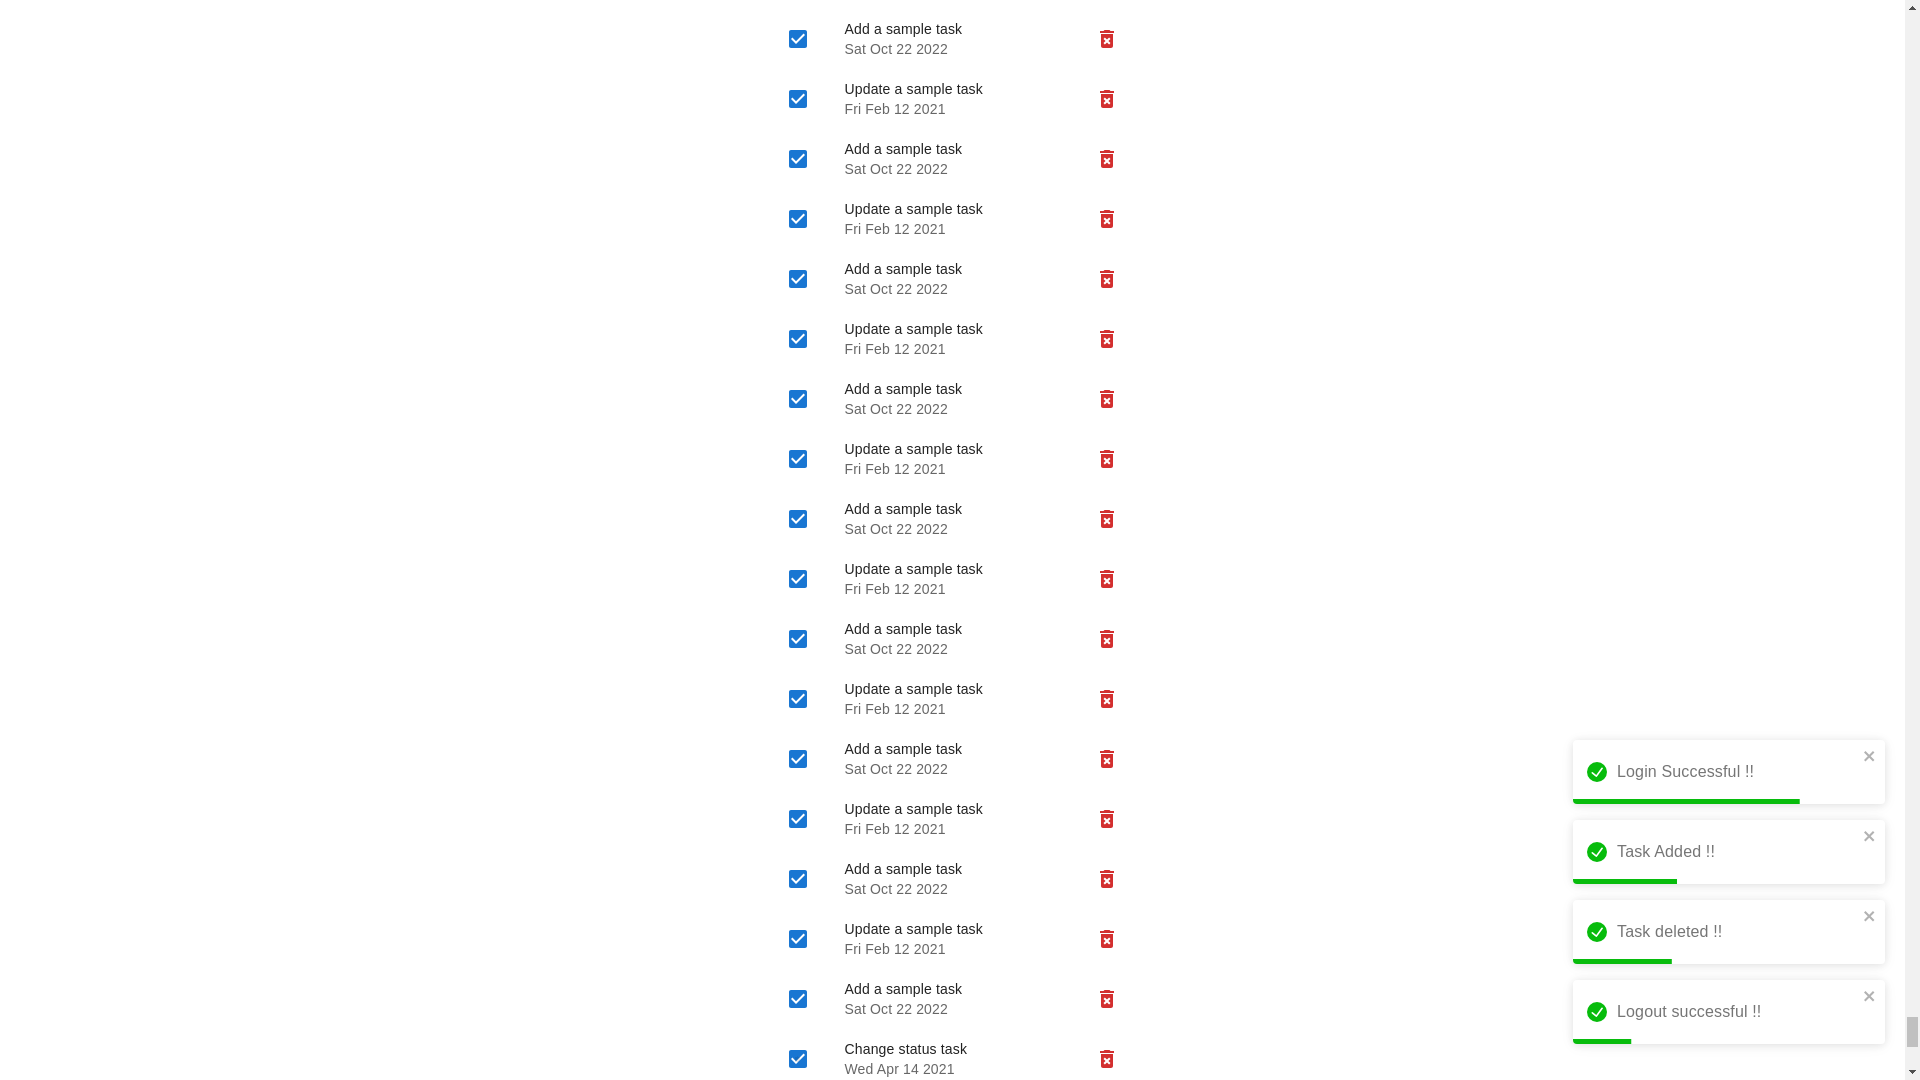 Add a sample task
Sat Oct 22 2022
Update a sample task
Fri Feb 12 2021
Add a sample task
Sat Oct 22 2022
Update a sample task
Fri Feb 12 2021
Add a sample task
Sat Oct 22 2022
Update a sample task
Fri Feb 12 2021
Add a sample task
Sat Oct 22 2022
Update a sample task
Fri Feb 12 2021
Add a sample task
Sat Oct 22 2022
Update a sample task
Fri Feb 12 2021
Add a sample task
Sat Oct 22 2022
Update a sample task
Fri Feb 12 2021
Add a sample task
Sat Oct 22 2022
Update a sample task
Fri Feb 12 2021
Add a sample task
Sat Oct 22 2022
Update a sample task
Fri Feb 12 2021
Add a sample task
Sat Oct 22 2022
Change status task
Wed Apr 14 2021
Login Successful !!
Task Added !!
Task deleted !!
Logout successful !!